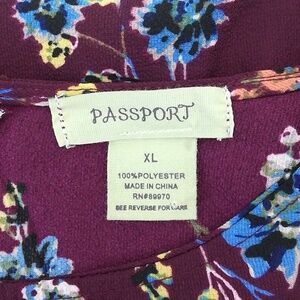 PASSPORT
XL
100%POLYESTER
MADE IN CHINA
RN#89970
SEE REVERSE FOR CARE